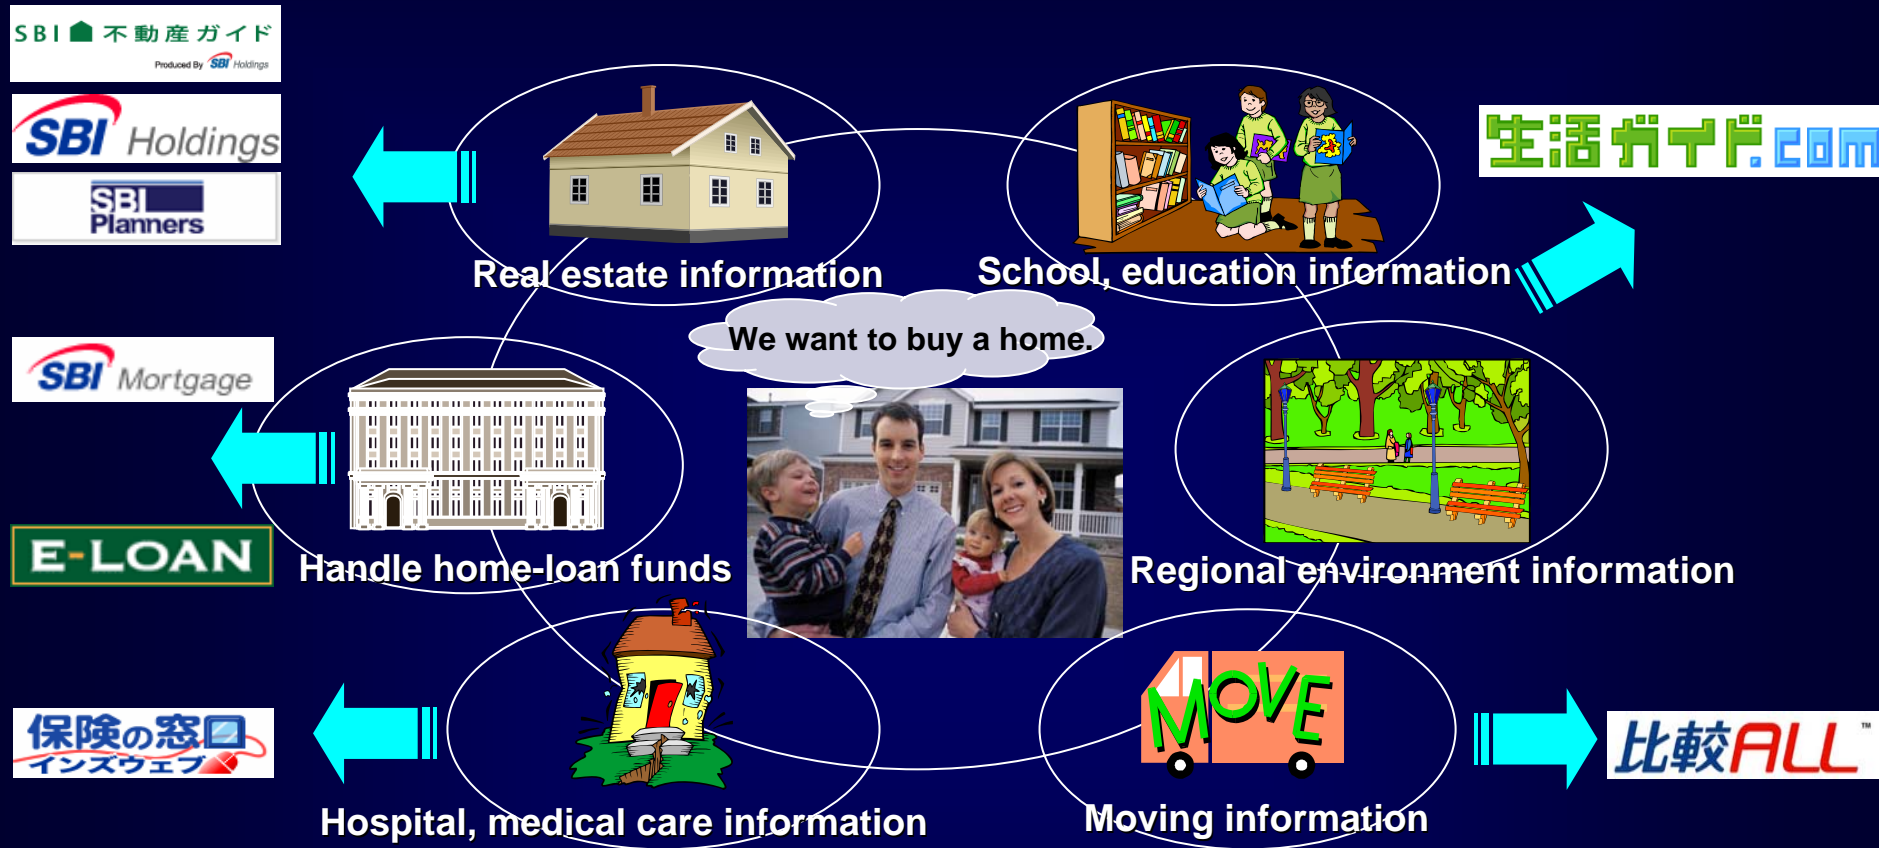 SBI 不動産ガイド
Produced By SBI Holdings
SBI Holdings
SBI
Planners
生活ガイド.com
Real estate information
School, education information
We want to buy a home.
SBI Mortgage
E-LOAN
Handle home-loan funds
Regional environment information
保険の窓口
インズウェブ
MOVE
比較ALL™
Hospital, medical care information
Moving information